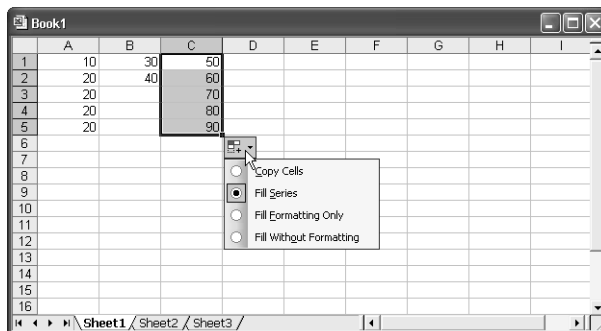 Book1
A B C D E F G H I
1 10 30 50
2 20 40 60
3 20 70
4 20 80
5 20 90
6
7
Copy Cells
8
9 Fill Series
10 Fill Formatting Only
11
12 Fill Without Formatting
13
14
15
16
Sheet1 Sheet2 Sheet3